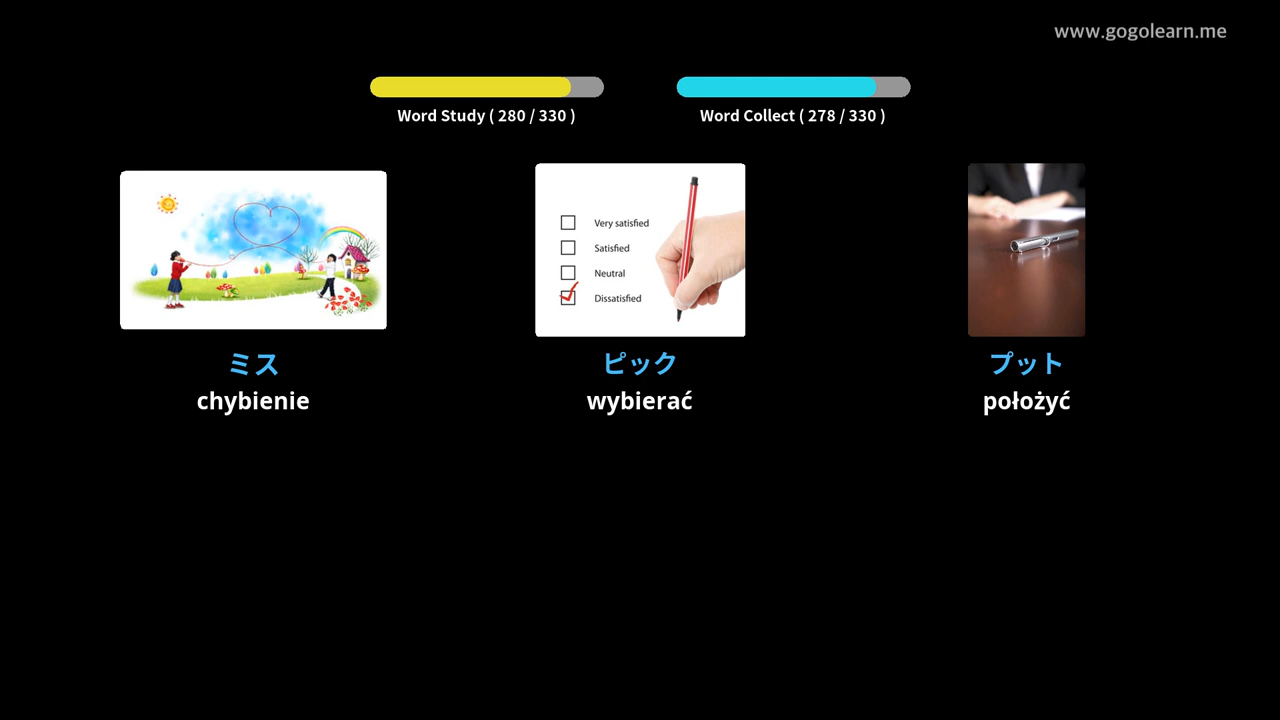 www.gogolearn.me
Word Study ( 280 / 330 )
Word Collect ( 278 / 330 )
Very satisfied
Satisfied
Neutral
Dissatisfied
ミス
ピック
プット
chybienie
wybierać
położyć